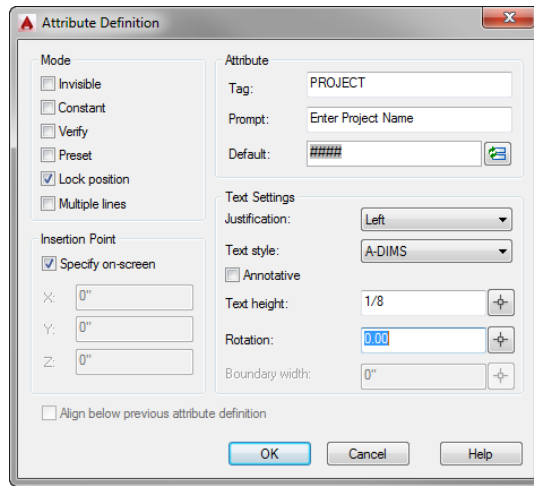 Attribute Definition
Mode
Invisible
Constant
Verify
Preset
Lock position
Multiple lines
Insertion Point
Specify on-screen
X: 0"
Y: 0"
Z: 0"
Attribute
Tag: PROJECT
Prompt: Enter Project Name
Default: ####
Text Settings
Justification: Left
Text style: A-DIMS
Annotative
Text height: 1/8
Rotation: 0.00
Boundary width: 0"
Align below previous attribute definition
OK Cancel Help